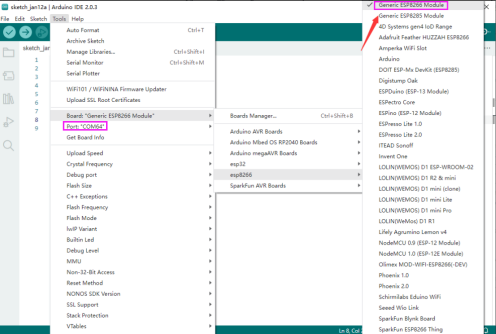 sketch_jan12a | Arduino IDE 2.0.3
File Edit Sketch Tools Help
sketch_jan
1
2
3
4
5
6
7
8
9
Auto Format Ctrl+T
Archive Sketch
Manage Libraries... Ctrl+Shift+I
Serial Monitor Ctrl+Shift+M
Serial Plotter
WiFi101 / WiFiNINA Firmware Updater
Upload SSL Root Certificates
Board: "Generic ESP8266 Module"
Port: "COM64"
Get Board Info
Upload Speed
Crystal Frequency
Debug port
Flash Size
C++ Exceptions
Flash Frequency
Flash Mode
lwIP Variant
Builtin Led
Debug Level
MMU
Non-32-Bit Access
Reset Method
NONOS SDK Version
SSL Support
Stack Protection
VTables
Boards Manager... Ctrl+Shift+B
Arduino AVR Boards
Arduino Mbed OS RP2040 Boards
Arduino megaAVR Boards
esp32
esp8266
SparkFun AVR Boards
Generic ESP8266 Module
Generic ESP8285 Module
4D Systems gen4 IoD Range
Adafruit Feather HUZZAH ESP8266
Amperka WiFi Slot
Arduino
DOIT ESP-Mx DevKit (ESP8285)
Digistump Oak
ESPDuino (ESP-13 Module)
ESPectro Core
ESPino (ESP-12 Module)
ESPresso Lite 1.0
ESPresso Lite 2.0
ITEAD Sonoff
Invent One
LOLIN(WEMOS) D1 ESP-WROOM-02
LOLIN(WEMOS) D1 R2 & mini
LOLIN(WEMOS) D1 mini (clone)
LOLIN(WEMOS) D1 mini Lite
LOLIN(WEMOS) D1 mini Pro
LOLIN(WeMos) D1 R1
Lifely Agrumino Lemon v4
NodeMCU 0.9 (ESP-12 Module)
NodeMCU 1.0 (ESP-12E Module)
Olimex MOD-WIFI-ESP8266(-DEV)
Phoenix 1.0
Phoenix 2.0
Schirmilabs Eduino WiFi
Seeed Wio Link
SparkFun Blynk Board
SparkFun ESP8266 Thing